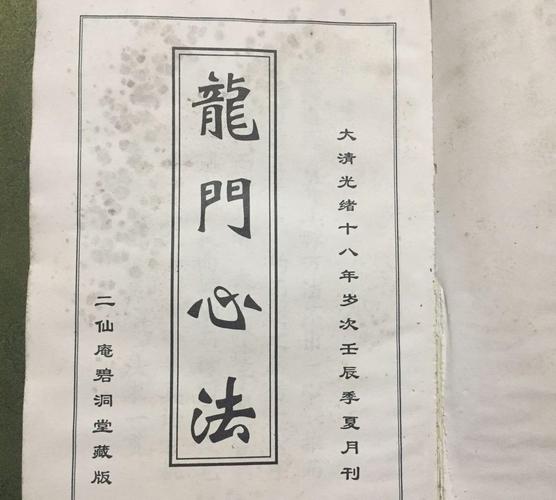 大清光绪十八年岁次壬辰季夏月刊
龍門心法
二仙庵碧洞堂藏版